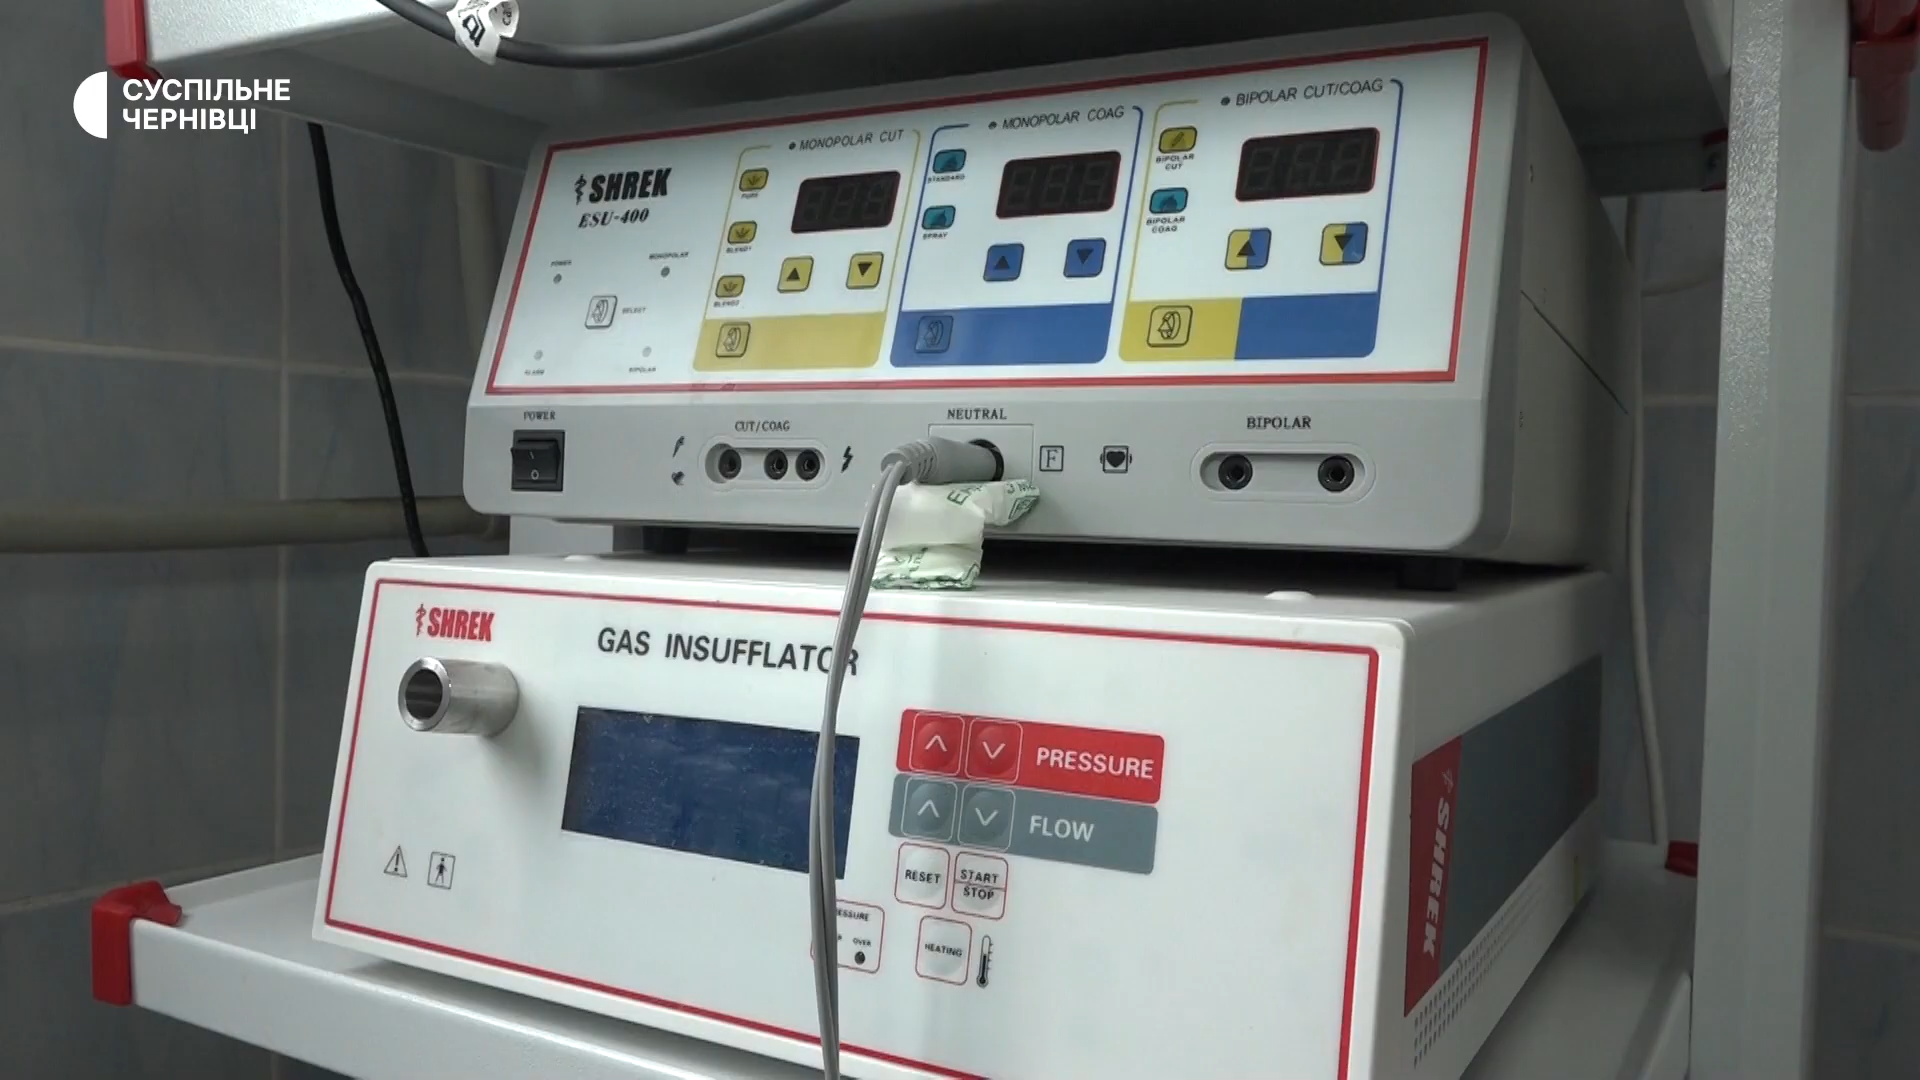 СУСПІЛЬНЕ
ЧЕРНІВЦІ
SHREK
ESU-400
POWER
MONOPOLAR
SELECT
ALARM
BIPOLAR
MONOPOLAR CUT
PURE
BLEND1
BLEND2
MONOPOLAR COAG
STANDARD
SPRAY
BIPOLAR CUT/COAG
BIPOLAR
CUT
BIPOLAR
COAG
POWER
CUT/COAG
NEUTRAL
F
BIPOLAR
SHREK
GAS INSUFFLATOR
PRESSURE
FLOW
RESET
START
STOP
OVER
HEATING
SHREK